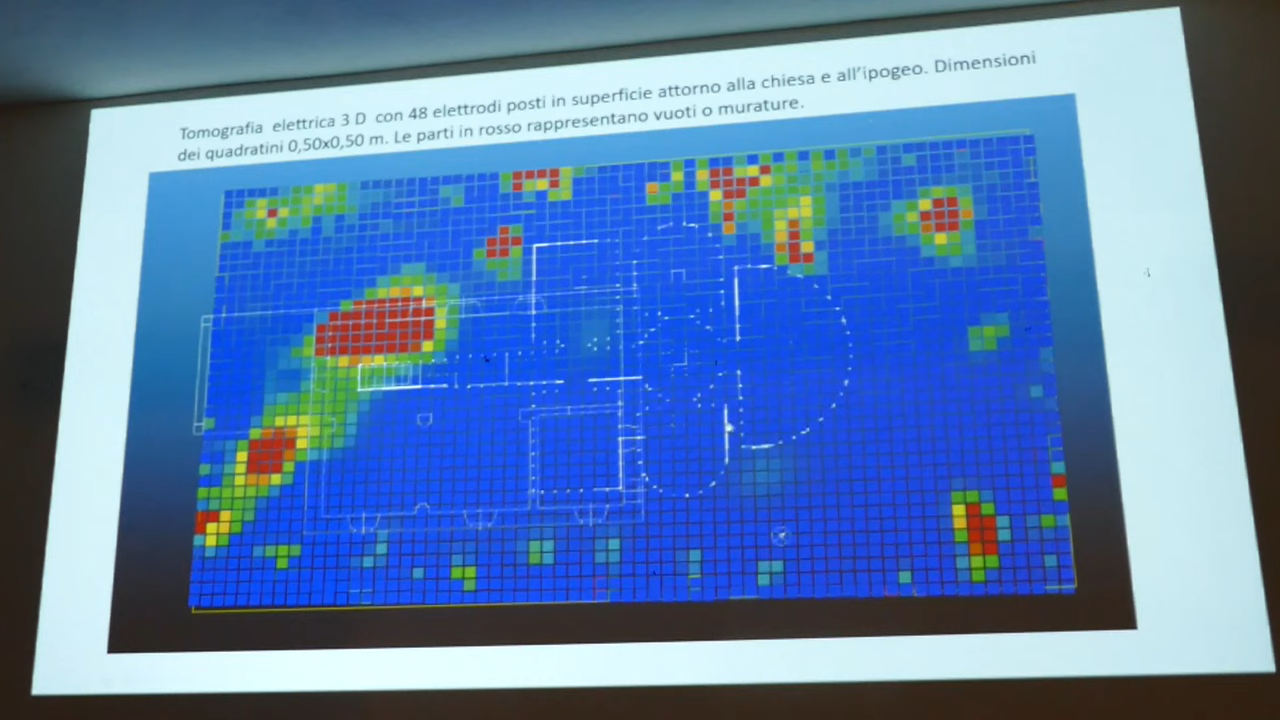 Tomografia elettrica 3 D con 48 elettrodi posti in superficie attorno alla chiesa e all'ipogeo. Dimensioni
dei quadratini 0,50x0,50 m. Le parti in rosso rappresentano vuoti o murature.